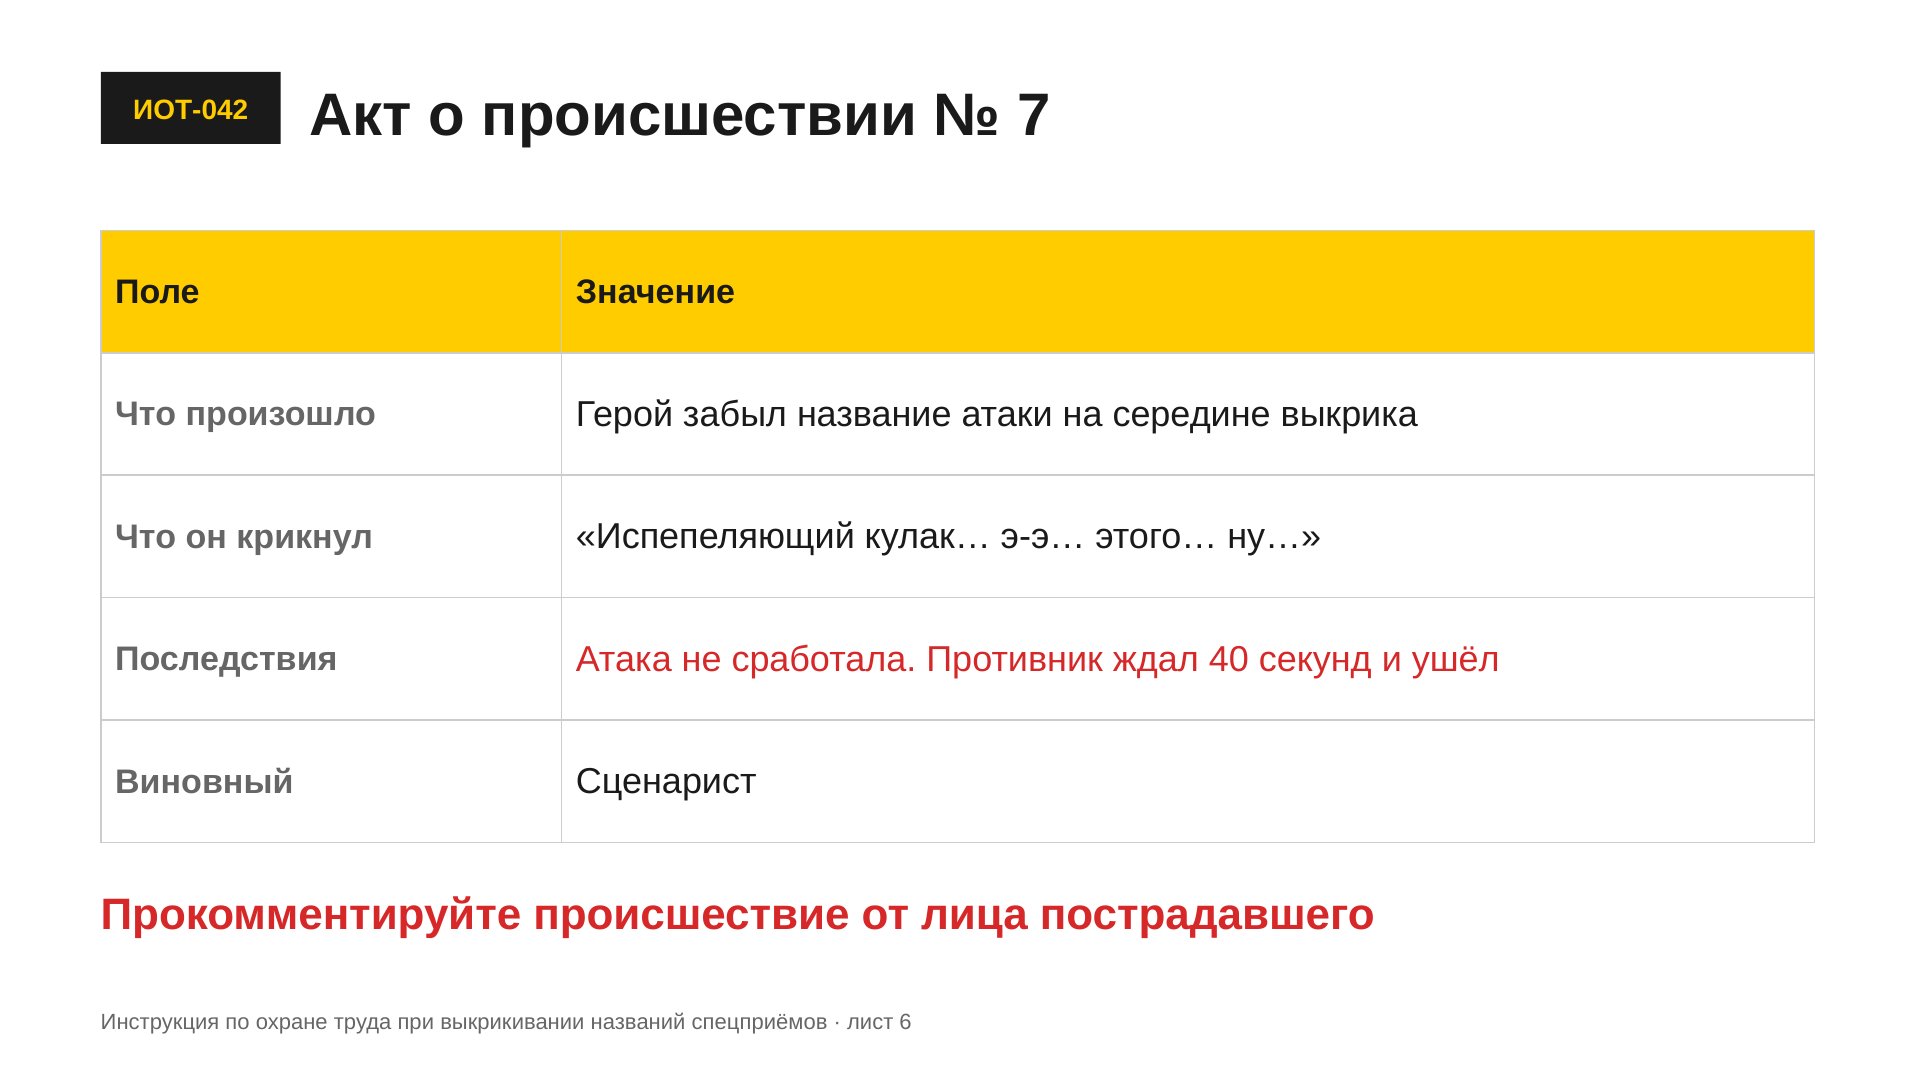 ИОТ-042
Акт о происшествии № 7
Поле
Значение
Что произошло
Герой забыл название атаки на середине выкрика
Что он крикнул
«Испепеляющий кулак… э-э… этого… ну…»
Последствия
Атака не сработала. Противник ждал 40 секунд и ушёл
Виновный
Сценарист
Прокомментируйте происшествие от лица пострадавшего
Инструкция по охране труда при выкрикивании названий спецприёмов · лист 6